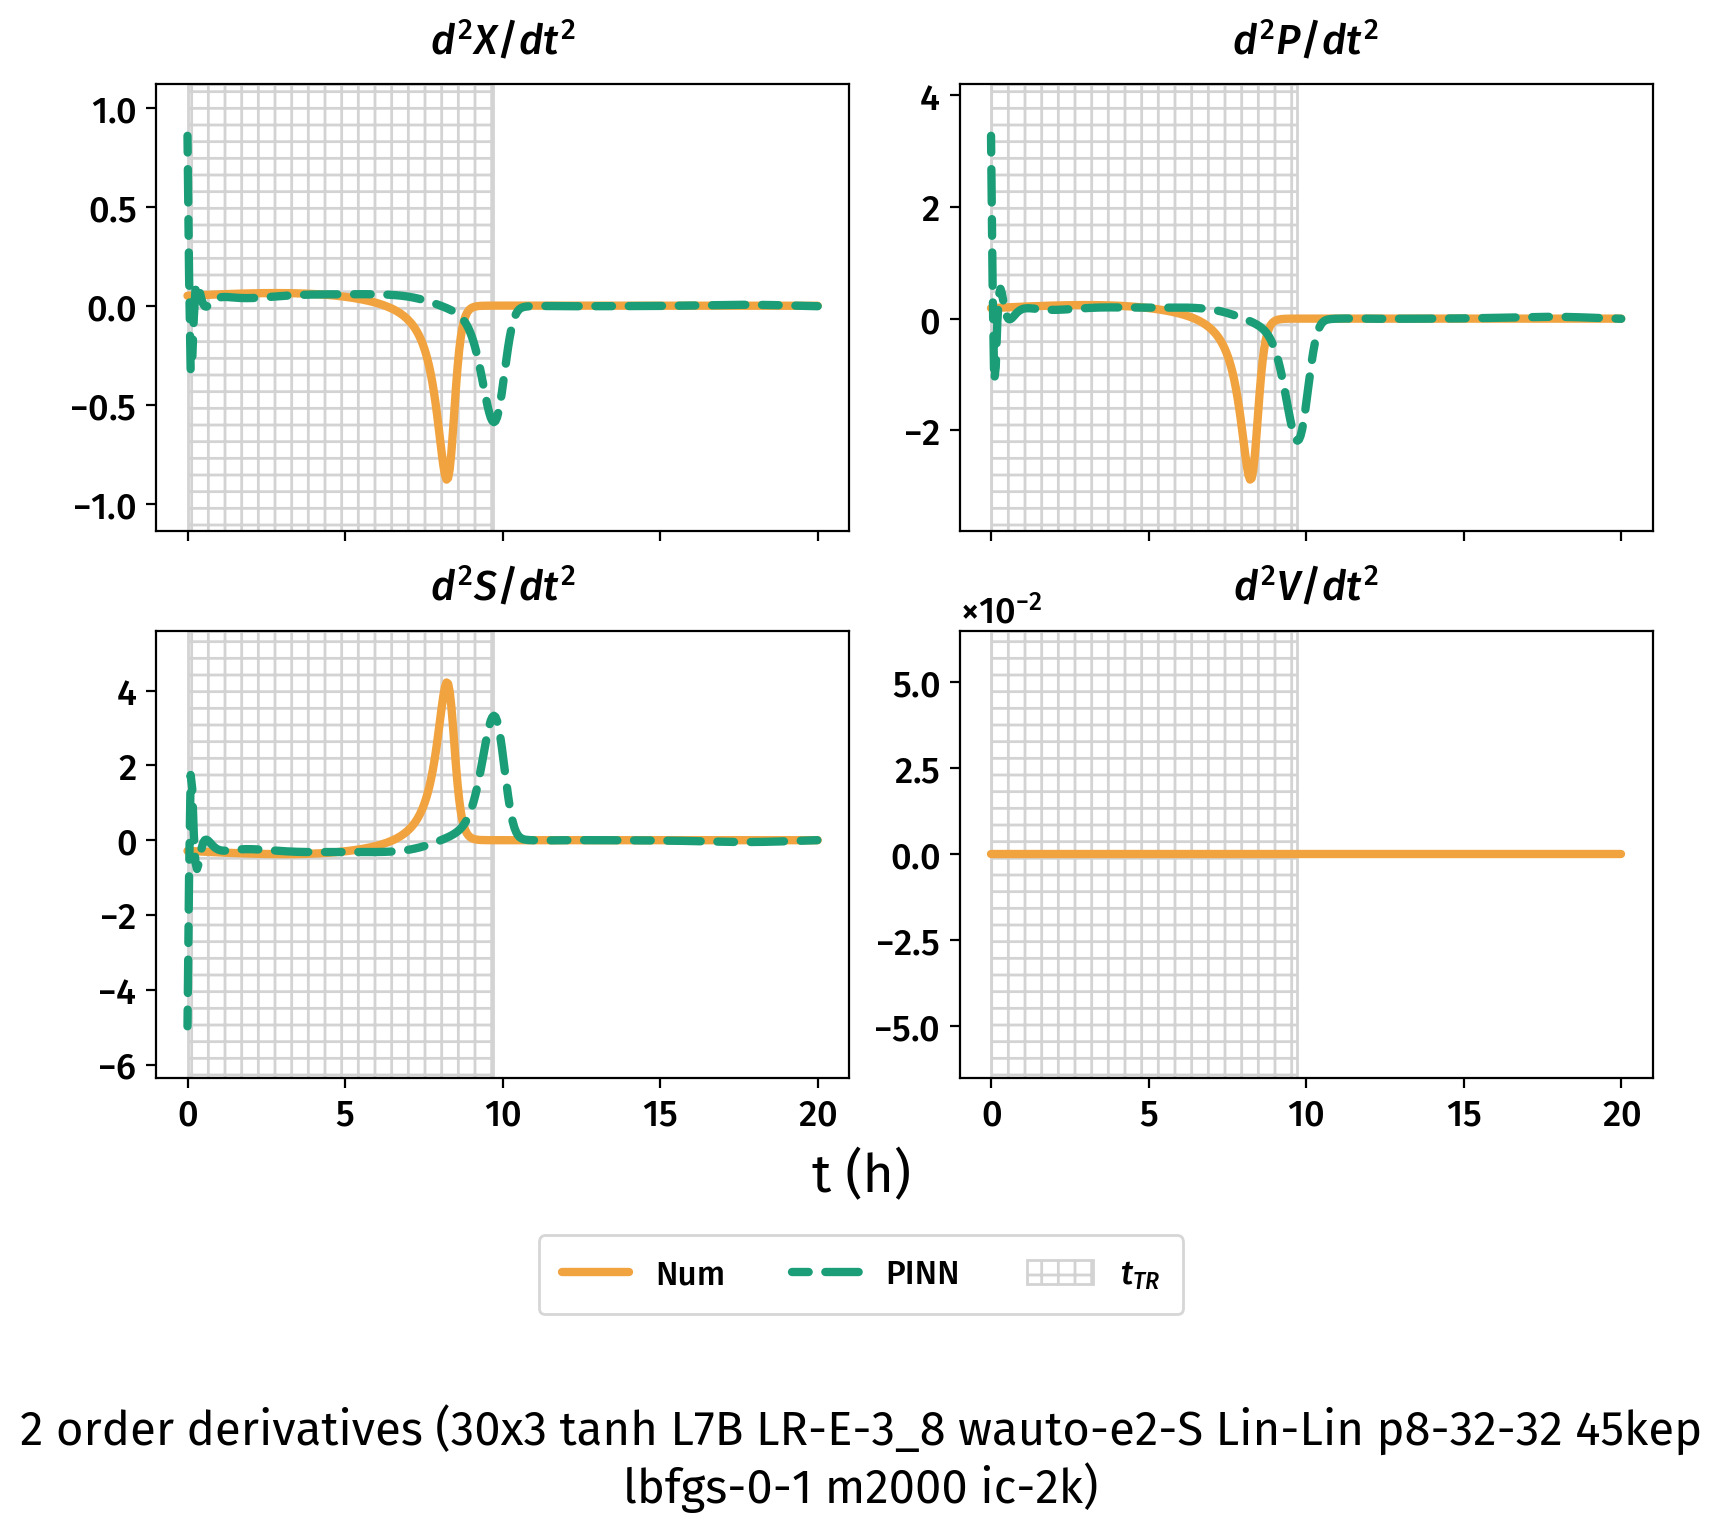 d²X/dt²
d²P/dt²
1.0
0.5
0.0
−0.5
−1.0
4
2
0
−2
d²S/dt²
d²V/dt²
×10⁻²
4
2
0
−2
−4
−6
5.0
2.5
0.0
−2.5
−5.0
0 5 10 15 20
0 5 10 15 20
t (h)
Num PINN t_TR
2 order derivatives (30x3 tanh L7B LR-E-3_8 wauto-e2-S Lin-Lin p8-32-32 45kep
lbfgs-0-1 m2000 ic-2k)